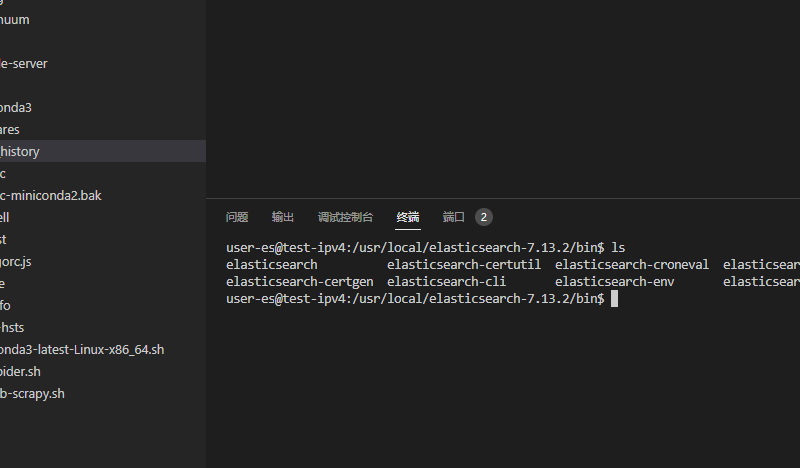 nuum
e-server
onda3
ares
_history
c
c-miniconda2.bak
ell
st
gorc.js
e
fo
-hsts
onda3-latest-Linux-x86_64.sh
pider.sh
b-scrapy.sh
问题 输出 调试控制台 终端 端口 2
user-es@test-ipv4:/usr/local/elasticsearch-7.13.2/bin$ ls
elasticsearch elasticsearch-certutil elasticsearch-croneval elasticsear
elasticsearch-certgen elasticsearch-cli elasticsearch-env elasticsear
user-es@test-ipv4:/usr/local/elasticsearch-7.13.2/bin$